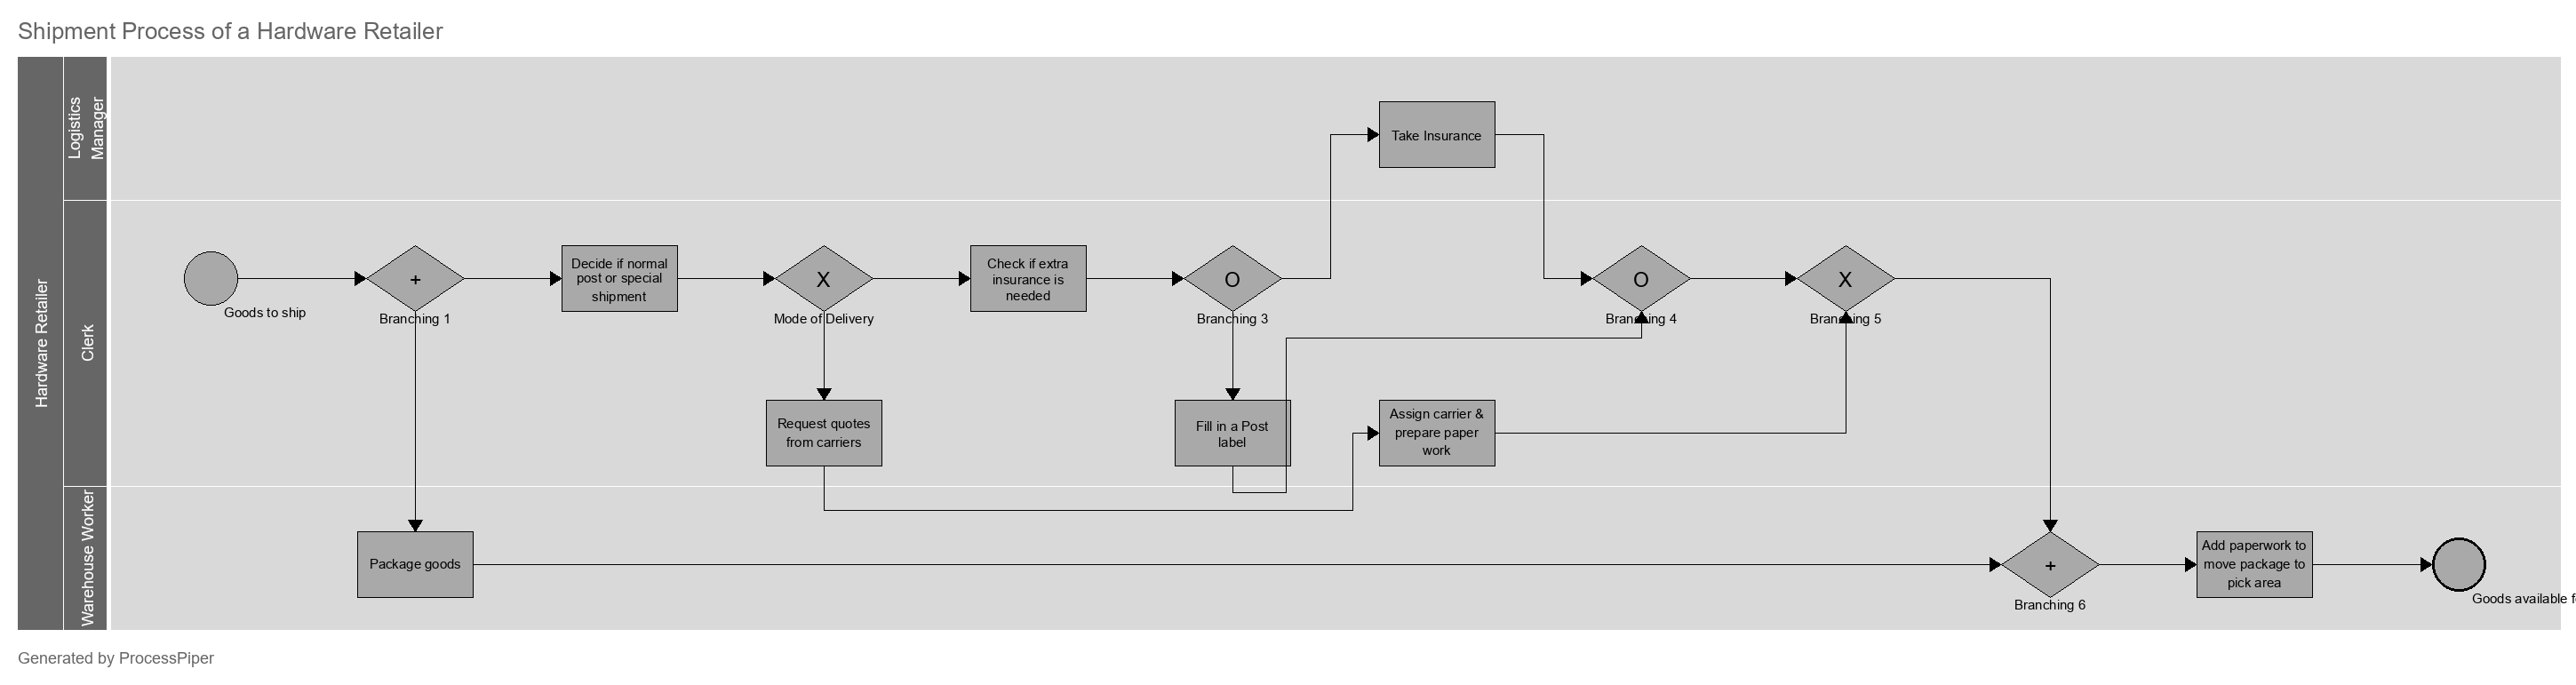 Shipment Process of a Hardware Retailer
Hardware Retailer
Logistics
Manager
Take Insurance
Clerk
Goods to ship
+
Branching 1
Decide if normal
post or special
shipment
X
Mode of Delivery
Check if extra
insurance is
needed
O
Branching 3
O
Branching 4
X
Branching 5
Request quotes
from carriers
Fill in a Post
label
Assign carrier &
prepare paper
work
Warehouse Worker
Package goods
+
Branching 6
Add paperwork to
move package to
pick area
Goods available f
Generated by ProcessPiper